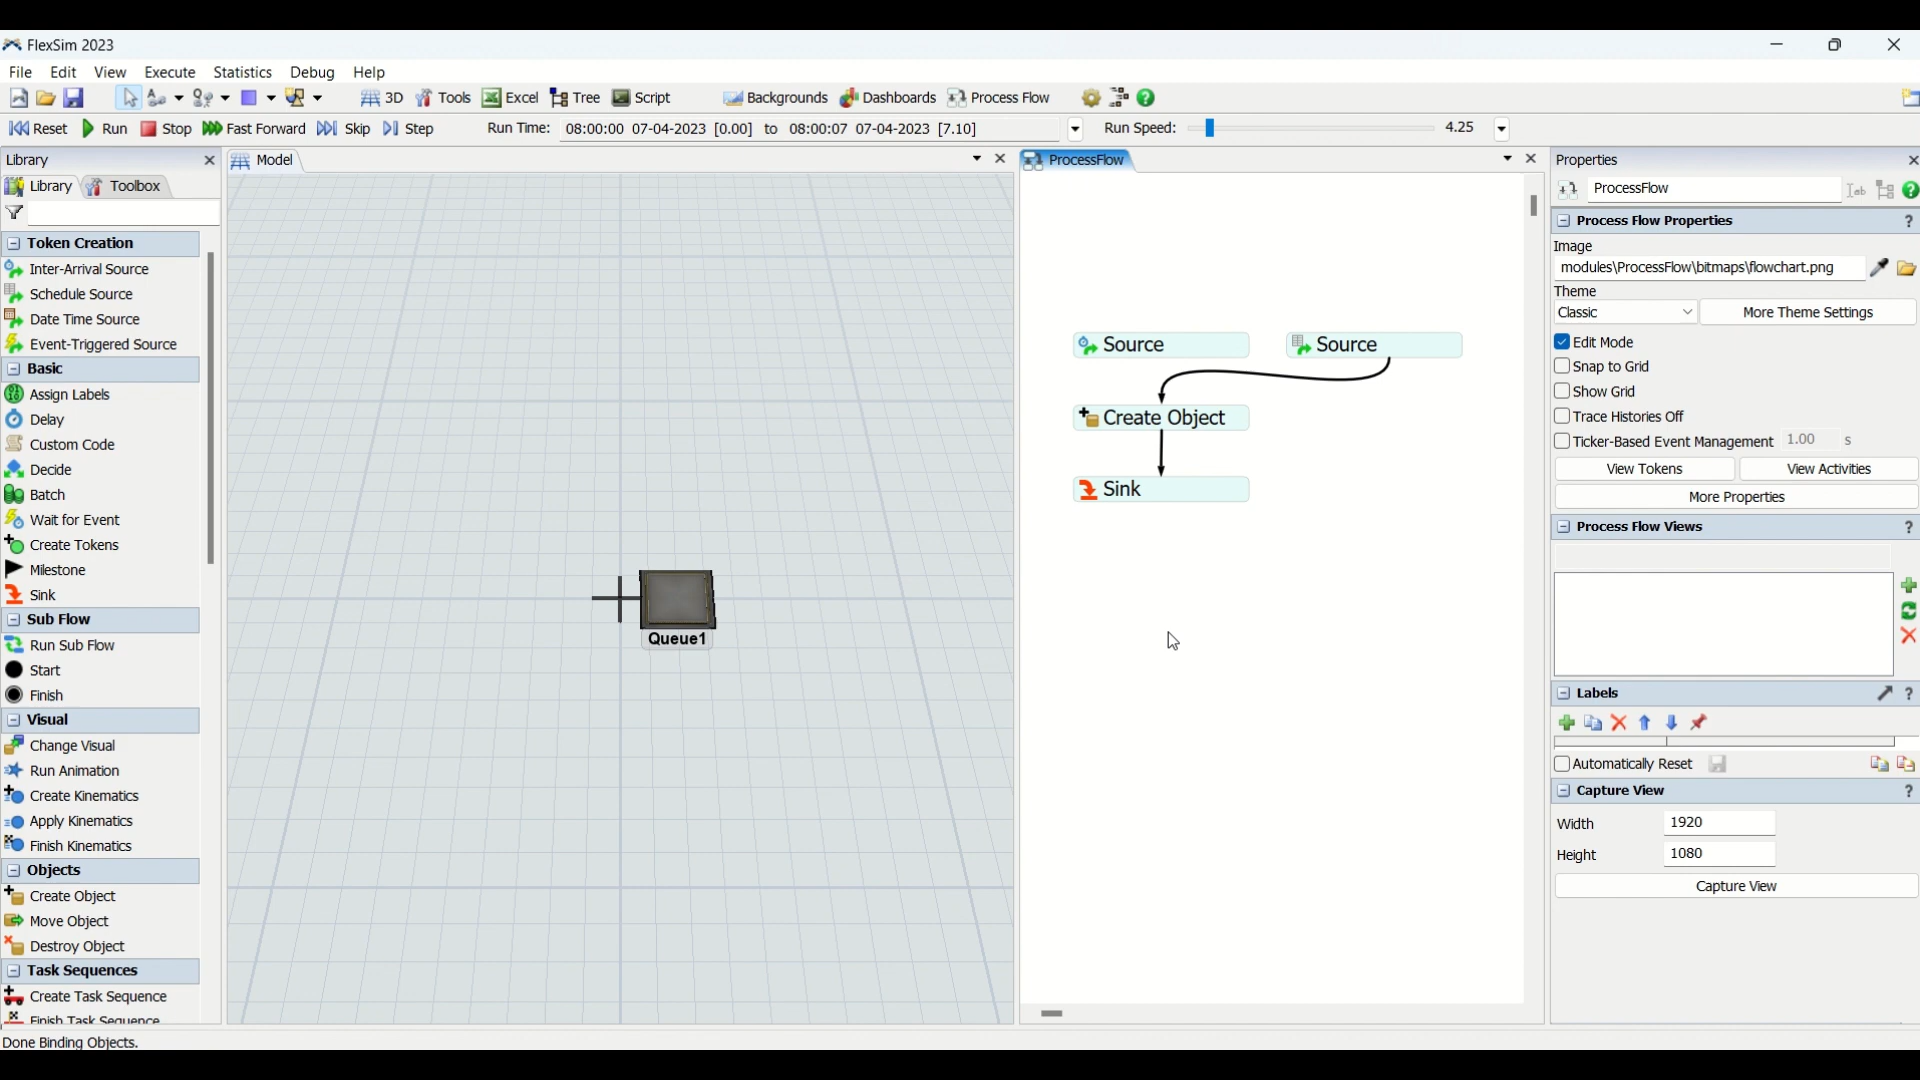 FlexSim 2023
File Edit View Execute Statistics Debug Help
3D Tools Excel Tree Script Backgrounds Dashboards Process Flow
Reset Run Stop Fast Forward Skip Step Run Time: 08:00:00 07-04-2023 [0.00] to 08:00:07 07-04-2023 [7.10] Run Speed: 4.25
Library
Library Toolbox
Token Creation
Inter-Arrival Source
Schedule Source
Date Time Source
Event-Triggered Source
Basic
Assign Labels
Delay
Custom Code
Decide
Batch
Wait for Event
Create Tokens
Milestone
Sink
Sub Flow
Run Sub Flow
Start
Finish
Visual
Change Visual
Run Animation
Create Kinematics
Apply Kinematics
Finish Kinematics
Objects
Create Object
Move Object
Destroy Object
Task Sequences
Create Task Sequence
Finish Task Sequence
Model
Queue1
ProcessFlow
Source Source
Create Object
Sink
Properties
ProcessFlow
Process Flow Properties
Image
modules\ProcessFlow\bitmaps\flowchart.png
Theme
Classic More Theme Settings
Edit Mode
Snap to Grid
Show Grid
Trace Histories Off
Ticker-Based Event Management 1.00 s
View Tokens View Activities
More Properties
Process Flow Views
Labels
Automatically Reset
Capture View
Width 1920
Height 1080
Capture View
Done Binding Objects.